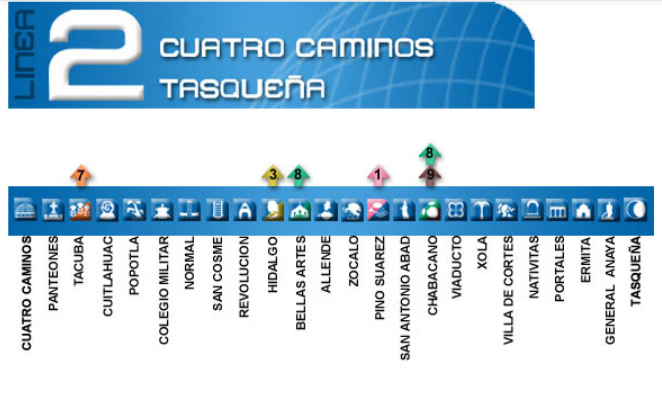 LINEA
2
CUATRO CAMINOS
TASQUEÑA
8
7
3
8
1
9
CUATRO CAMINOS
PANTEONES
TACUBA
CUITLAHUAC
POPOTLA
COLEGIO MILITAR
NORMAL
SAN COSME
REVOLUCION
HIDALGO
BELLAS ARTES
ALLENDE
ZOCALO
PINO SUAREZ
SAN ANTONIO ABAD
CHABACANO
VIADUCTO
XOLA
VILLA DE CORTES
NATIVITAS
PORTALES
ERMITA
GENERAL ANAYA
TASQUEÑA